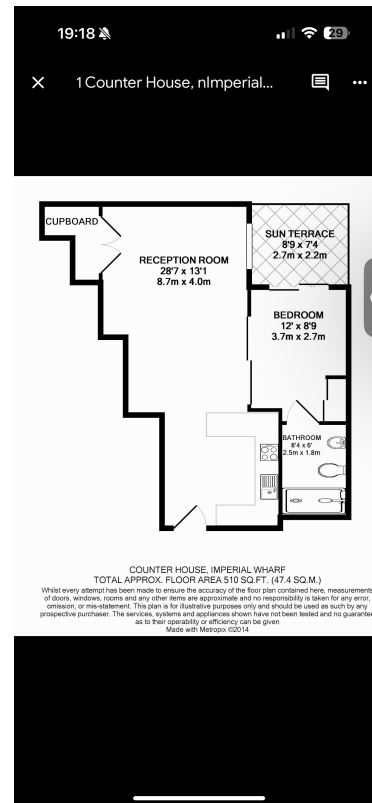 19:18
29
1 Counter House, nImperial...
CUPBOARD
SUN TERRACE
8'9 x 7'4
2.7m x 2.2m
RECEPTION ROOM
28'7 x 13'1
8.7m x 4.0m
BEDROOM
12' x 8'9
3.7m x 2.7m
BATHROOM
8'4 x 6'
2.5m x 1.8m
COUNTER HOUSE, IMPERIAL WHARF
TOTAL APPROX. FLOOR AREA 510 SQ.FT. (47.4 SQ.M.)
Whilst every attempt has been made to ensure the accuracy of the floor plan contained here, measurements
of doors, windows, rooms and any other items are approximate and no responsibility is taken for any error,
omission, or mis-statement. This plan is for illustrative purposes only and should be used as such by any
prospective purchaser. The services, systems and appliances shown have not been tested and no guarantee
as to their operability or efficiency can be given
Made with Metropix ©2014